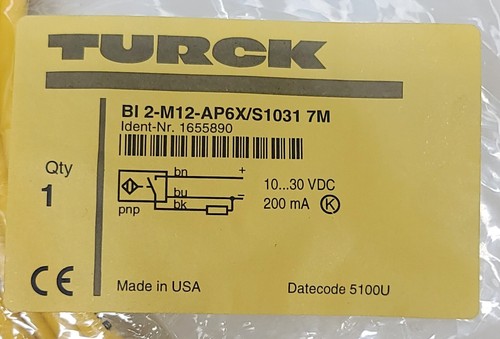 TURCK
BI 2-M12-AP6X/S1031 7M
Ident-Nr. 1655890
Qty
1
bn
+
bu
−
bk
pnp
10...30 VDC
200 mA K
CE
Made in USA
Datecode 5100U